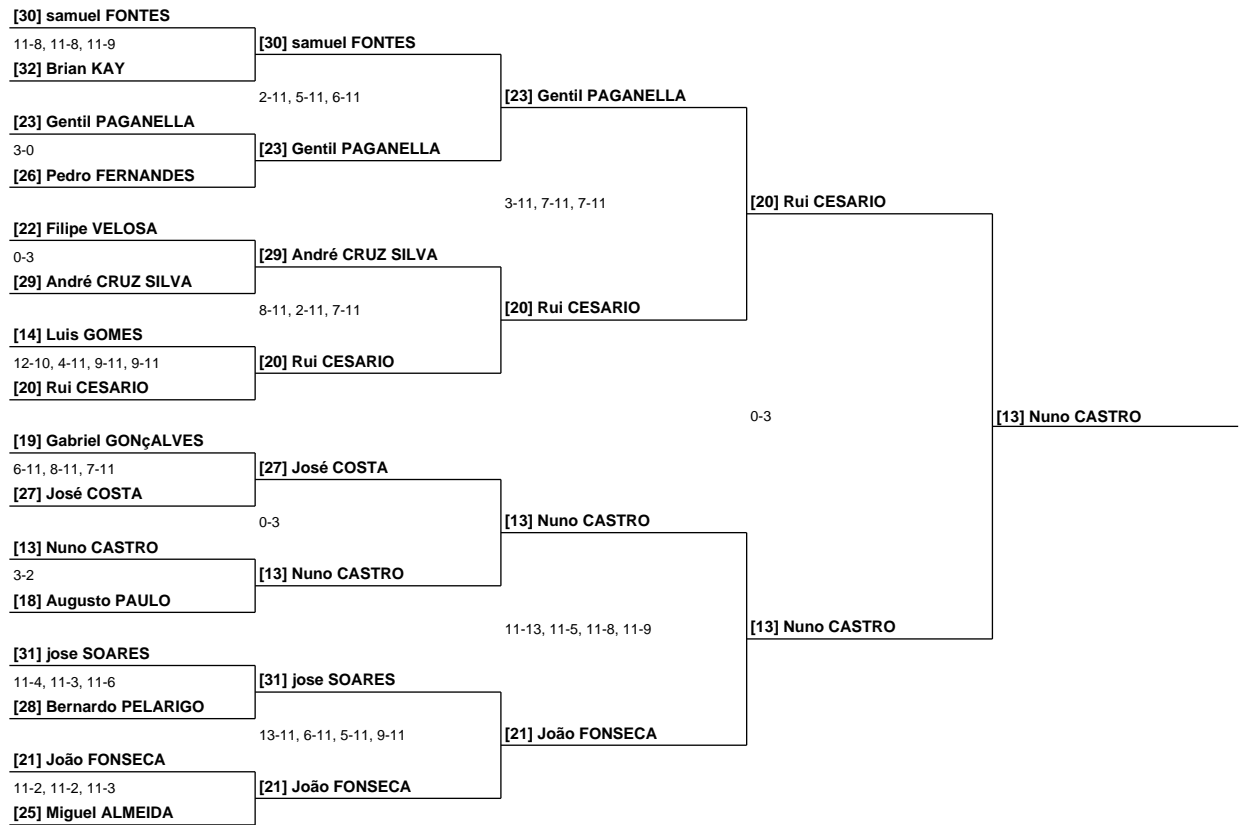 [30] samuel FONTES
11-8, 11-8, 11-9
[30] samuel FONTES
[32] Brian KAY
2-11, 5-11, 6-11
[23] Gentil PAGANELLA
[23] Gentil PAGANELLA
3-0
[23] Gentil PAGANELLA
[26] Pedro FERNANDES
3-11, 7-11, 7-11
[20] Rui CESARIO
[22] Filipe VELOSA
0-3
[29] André CRUZ SILVA
[29] André CRUZ SILVA
8-11, 2-11, 7-11
[20] Rui CESARIO
[14] Luis GOMES
12-10, 4-11, 9-11, 9-11
[20] Rui CESARIO
[20] Rui CESARIO
0-3
[13] Nuno CASTRO
[19] Gabriel GONçALVES
6-11, 8-11, 7-11
[27] José COSTA
[27] José COSTA
0-3
[13] Nuno CASTRO
[13] Nuno CASTRO
3-2
[13] Nuno CASTRO
[18] Augusto PAULO
11-13, 11-5, 11-8, 11-9
[13] Nuno CASTRO
[31] jose SOARES
11-4, 11-3, 11-6
[31] jose SOARES
[28] Bernardo PELARIGO
13-11, 6-11, 5-11, 9-11
[21] João FONSECA
[21] João FONSECA
11-2, 11-2, 11-3
[21] João FONSECA
[25] Miguel ALMEIDA